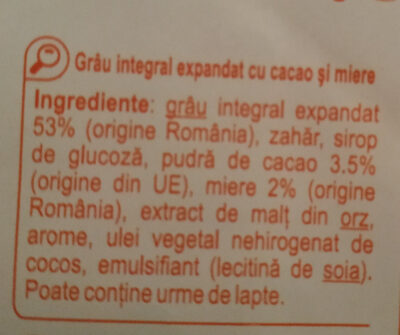 Grâu integral expandat cu cacao și miere
Ingrediente: grâu integral expandat
53% (origine România), zahăr, sirop
de glucoză, pudră de cacao 3.5%
(origine din UE), miere 2% (origine
România), extract de malț din orz,
arome, ulei vegetal nehirogenat de
cocos, emulsifiant (lecitină de soia).
Poate conține urme de lapte.